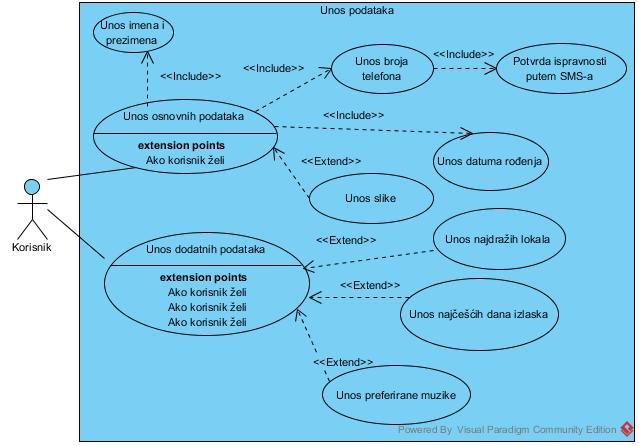 Unos podataka
Unos imena i
prezimena
<<Include>>
<<Include>>
Unos broja
telefona
<<Include>>
Potvrda ispravnosti
putem SMS-a
Unos osnovnih podataka
extension points
Ako korisnik želi
<<Include>>
Unos datuma rođenja
<<Extend>>
Unos slike
Korisnik
Unos dodatnih podataka
extension points
Ako korisnik želi
Ako korisnik želi
Ako korisnik želi
<<Extend>>
Unos najdražih lokala
<<Extend>>
Unos najčešćih dana izlaska
<<Extend>>
Unos preferirane muzike
Powered By Visual Paradigm Community Edition